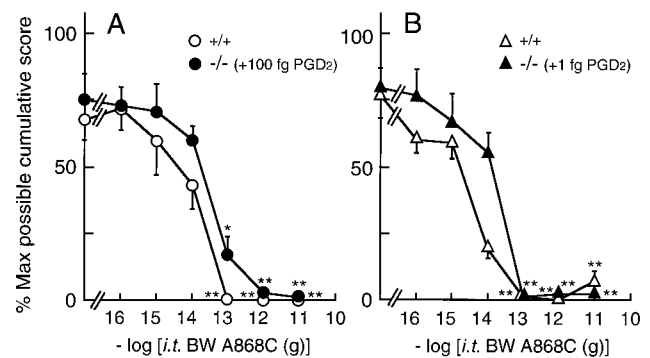 A
B
100
○ +/+
● -/- (+100 fg PGD2)
100
△ +/+
▲ -/- (+1 fg PGD2)
% Max possible cumulative score
50
50
*
**
**
**
**
**
**
**
**
**
**
**
0
0
16 15 14 13 12 11 10
16 15 14 13 12 11 10
- log [i.t. BW A868C (g)]
- log [i.t. BW A868C (g)]